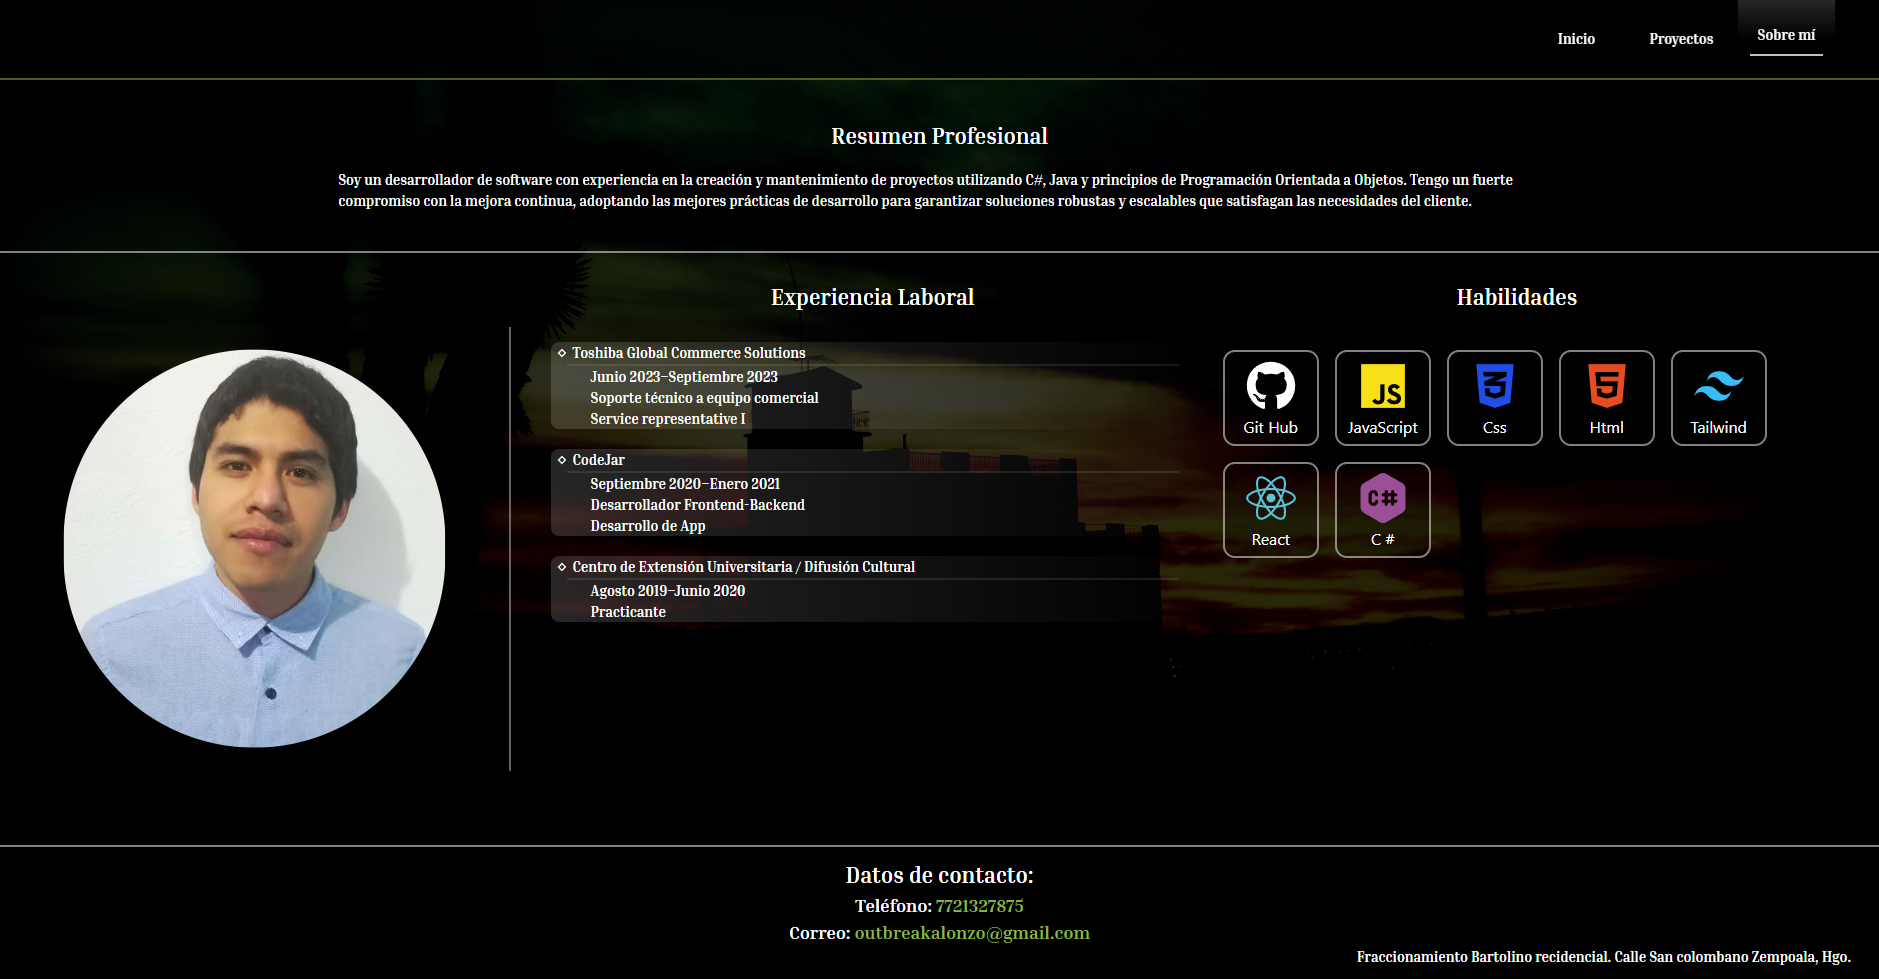 Inicio
Proyectos
Sobre mí
Resumen Profesional
Soy un desarrollador de software con experiencia en la creación y mantenimiento de proyectos utilizando C#, Java y principios de Programación Orientada a Objetos. Tengo un fuerte
compromiso con la mejora continua, adoptando las mejores prácticas de desarrollo para garantizar soluciones robustas y escalables que satisfagan las necesidades del cliente.
Experiencia Laboral
Toshiba Global Commerce Solutions
Junio 2023–Septiembre 2023
Soporte técnico a equipo comercial
Service representative I
CodeJar
Septiembre 2020–Enero 2021
Desarrollador Frontend-Backend
Desarrollo de App
Centro de Extensión Universitaria / Difusión Cultural
Agosto 2019–Junio 2020
Practicante
Habilidades
Git Hub
JS
JavaScript
3
Css
5
Html
Tailwind
React
C#
C #
Datos de contacto:
Teléfono: 7721327875
Correo: outbreakalonzo@gmail.com
Fraccionamiento Bartolino recidencial. Calle San colombano Zempoala, Hgo.